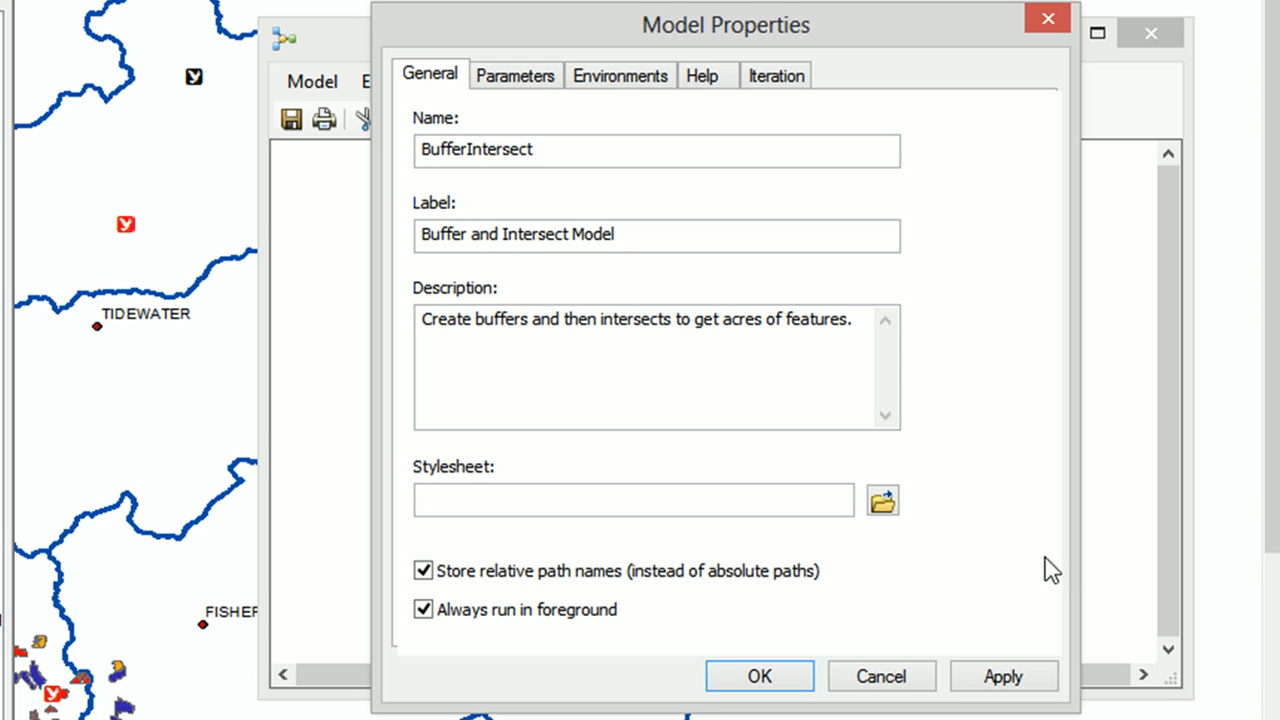 Model Properties
Model E
General Parameters Environments Help Iteration
Name:
BufferIntersect
Label:
Buffer and Intersect Model
Description:
Create buffers and then intersects to get acres of features.
Stylesheet:
Store relative path names (instead of absolute paths)
Always run in foreground
OK Cancel Apply
TIDEWATER
FISHER